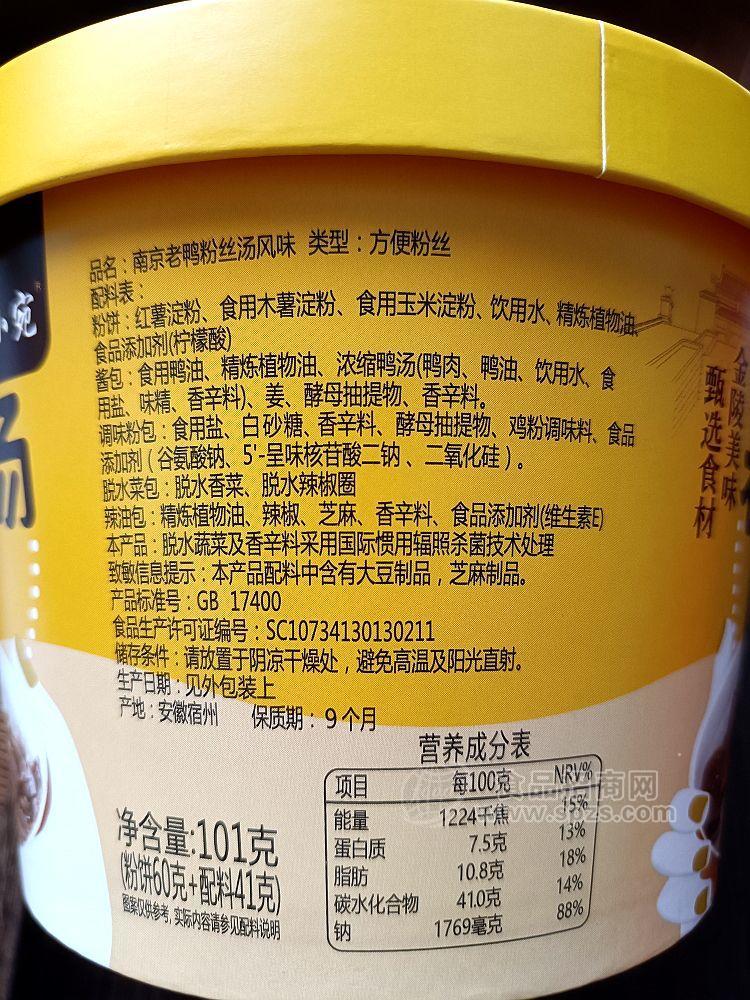 小宛
汤
品名：南京老鸭粉丝汤风味 类型：方便粉丝
配料表：
粉饼：红薯淀粉、食用木薯淀粉、食用玉米淀粉、饮用水、精炼植物油、
食品添加剂(柠檬酸)
酱包：食用鸭油、精炼植物油、浓缩鸭汤(鸭肉、鸭油、饮用水、食
用盐、味精、香辛料)、姜、酵母抽提物、香辛料。
调味粉包：食用盐、白砂糖、香辛料、酵母抽提物、鸡粉调味料、食品
添加剂（谷氨酸钠、5'-呈味核苷酸二钠、二氧化硅）。
脱水菜包：脱水香菜、脱水辣椒圈
辣油包：精炼植物油、辣椒、芝麻、香辛料、食品添加剂(维生素E)
本产品：脱水蔬菜及香辛料采用国际惯用辐照杀菌技术处理
致敏信息提示：本产品配料中含有大豆制品，芝麻制品。
产品标准号：GB 17400
食品生产许可证编号：SC10734130130211
储存条件：请放置于阴凉干燥处，避免高温及阳光直射。
生产日期：见外包装上
产地：安徽宿州 保质期：9个月
净含量:101克
(粉饼60克+配料41克)
图案仅供参考,实际内容请参见配料说明
营养成分表
项目 每100克 NRV%
能量 1224千焦 15%
蛋白质 7.5克 13%
脂肪 10.8克 18%
碳水化合物 41.0克 14%
钠 1769毫克 88%
金陵美味
甄选食材
食品招商网
www.spzs.com